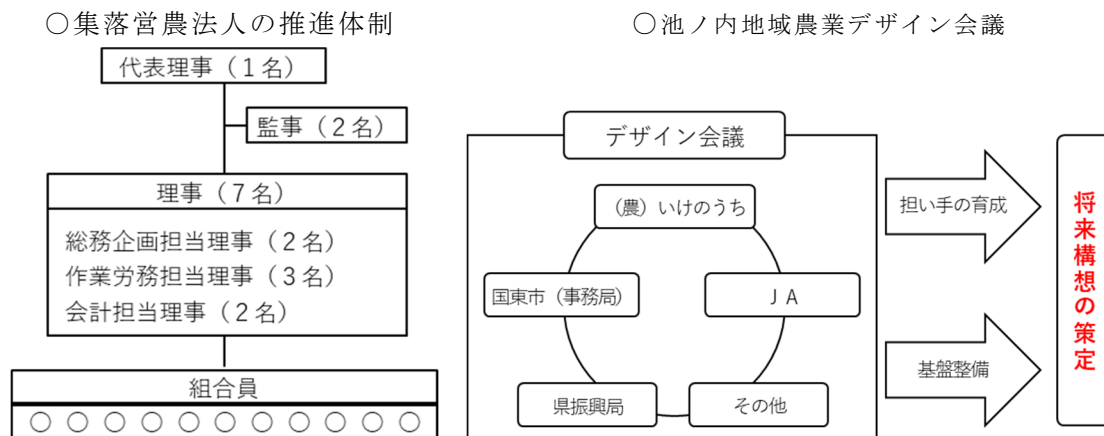 ○集落営農法人の推進体制
代表理事（１名）
監事（２名）
理事（７名）
総務企画担当理事（２名）
作業労務担当理事（３名）
会計担当理事（２名）
組合員
○○○○○○○○○○○○
○池ノ内地域農業デザイン会議
デザイン会議
（農）いけのうち
国東市（事務局）
ＪＡ
県振興局
その他
担い手の育成
基盤整備
将来構想の策定